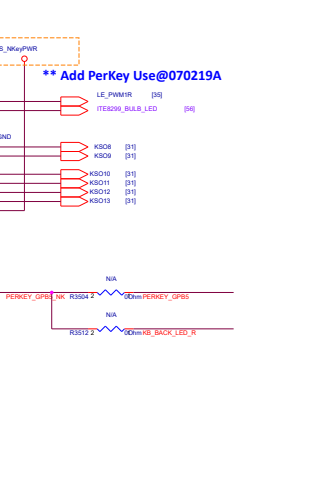 S_NKeyPWR
** Add PerKey Use@070219A
LE_PWM1R [35]
ITE8299_BULB_LED [56]
GND
KSO8 [31]
KSO9 [31]
KSO10 [31]
KSO11 [31]
KSO12 [31]
KSO13 [31]
N/A
PERKEY_GPB5_NK R3504 2 0Ohm PERKEY_GPB5
N/A
R3512 2 0Ohm KB_BACK_LED_R